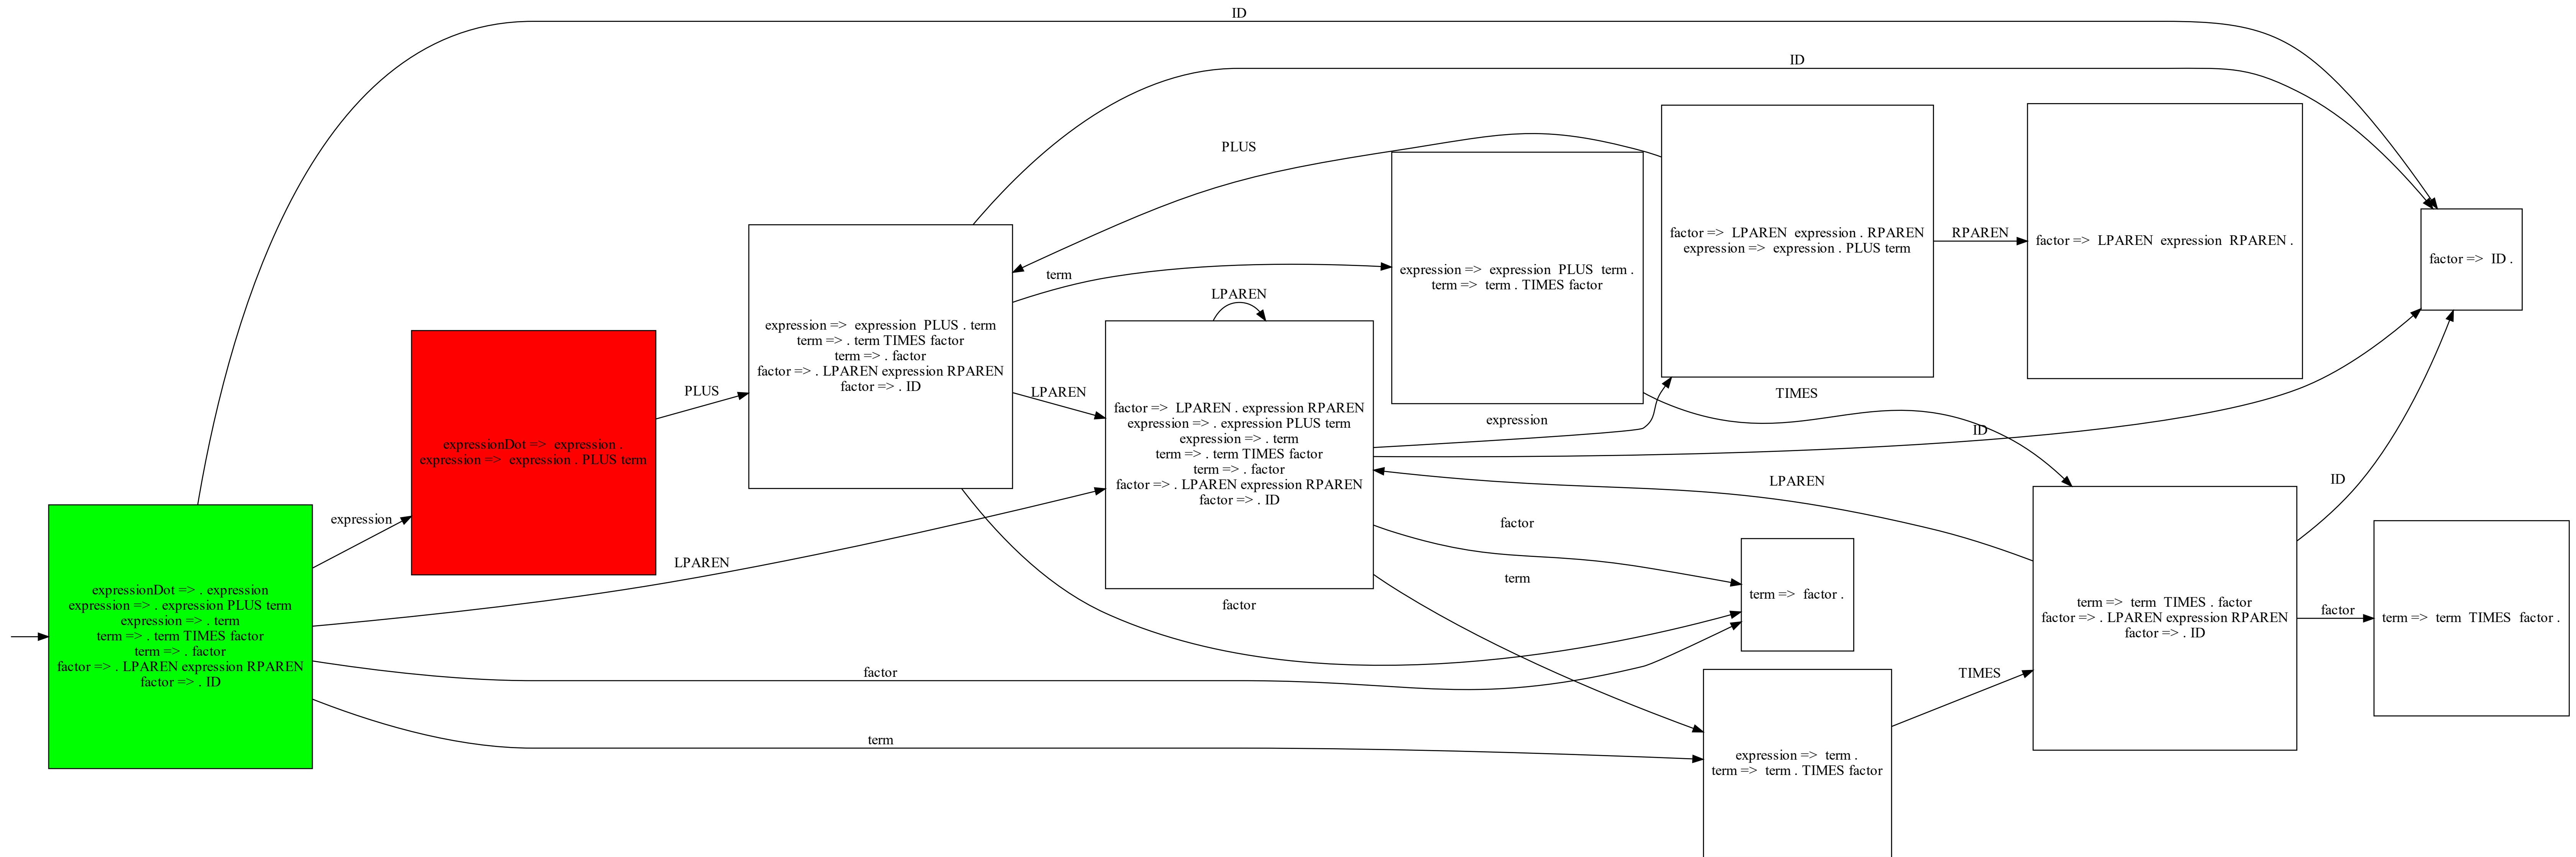 ID
ID
PLUS
factor =>  LPAREN  expression . RPAREN
expression =>  expression . PLUS term
RPAREN
factor =>  LPAREN  expression  RPAREN .
factor =>  ID .
term
expression =>  expression  PLUS  term .
term =>  term . TIMES factor
LPAREN
expression =>  expression  PLUS . term
term => . term TIMES factor
term => . factor
factor => . LPAREN expression RPAREN
factor => . ID
PLUS
LPAREN
TIMES
expression
ID
factor =>  LPAREN . expression RPAREN
expression => . expression PLUS term
expression => . term
term => . term TIMES factor
term => . factor
factor => . LPAREN expression RPAREN
factor => . ID
expressionDot =>  expression .
expression =>  expression . PLUS term
LPAREN
ID
expression
factor
LPAREN
term
factor
term =>  factor .
expressionDot => . expression
expression => . expression PLUS term
expression => . term
term => . term TIMES factor
term => . factor
factor => . LPAREN expression RPAREN
factor => . ID
term =>  term  TIMES . factor
factor => . LPAREN expression RPAREN
factor => . ID
factor
term =>  term  TIMES  factor .
factor
TIMES
term
expression =>  term .
term =>  term . TIMES factor